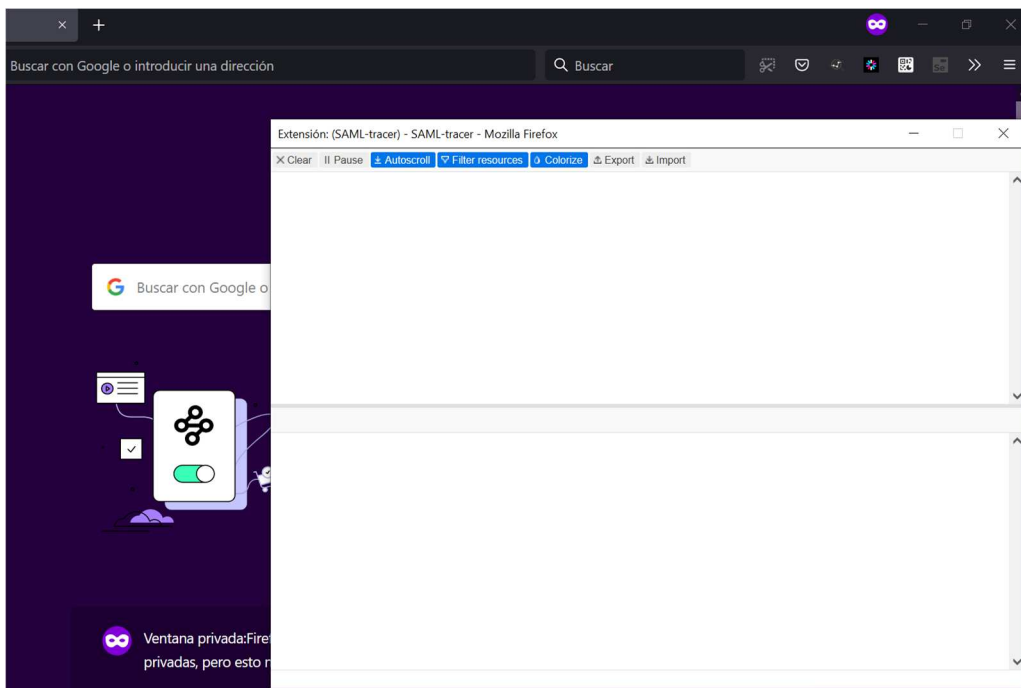 Buscar con Google o introducir una dirección
Buscar
Extensión: (SAML-tracer) - SAML-tracer - Mozilla Firefox
Clear Pause Autoscroll Filter resources Colorize Export Import
Buscar con Google o
Ventana privada:Firef
privadas, pero esto n